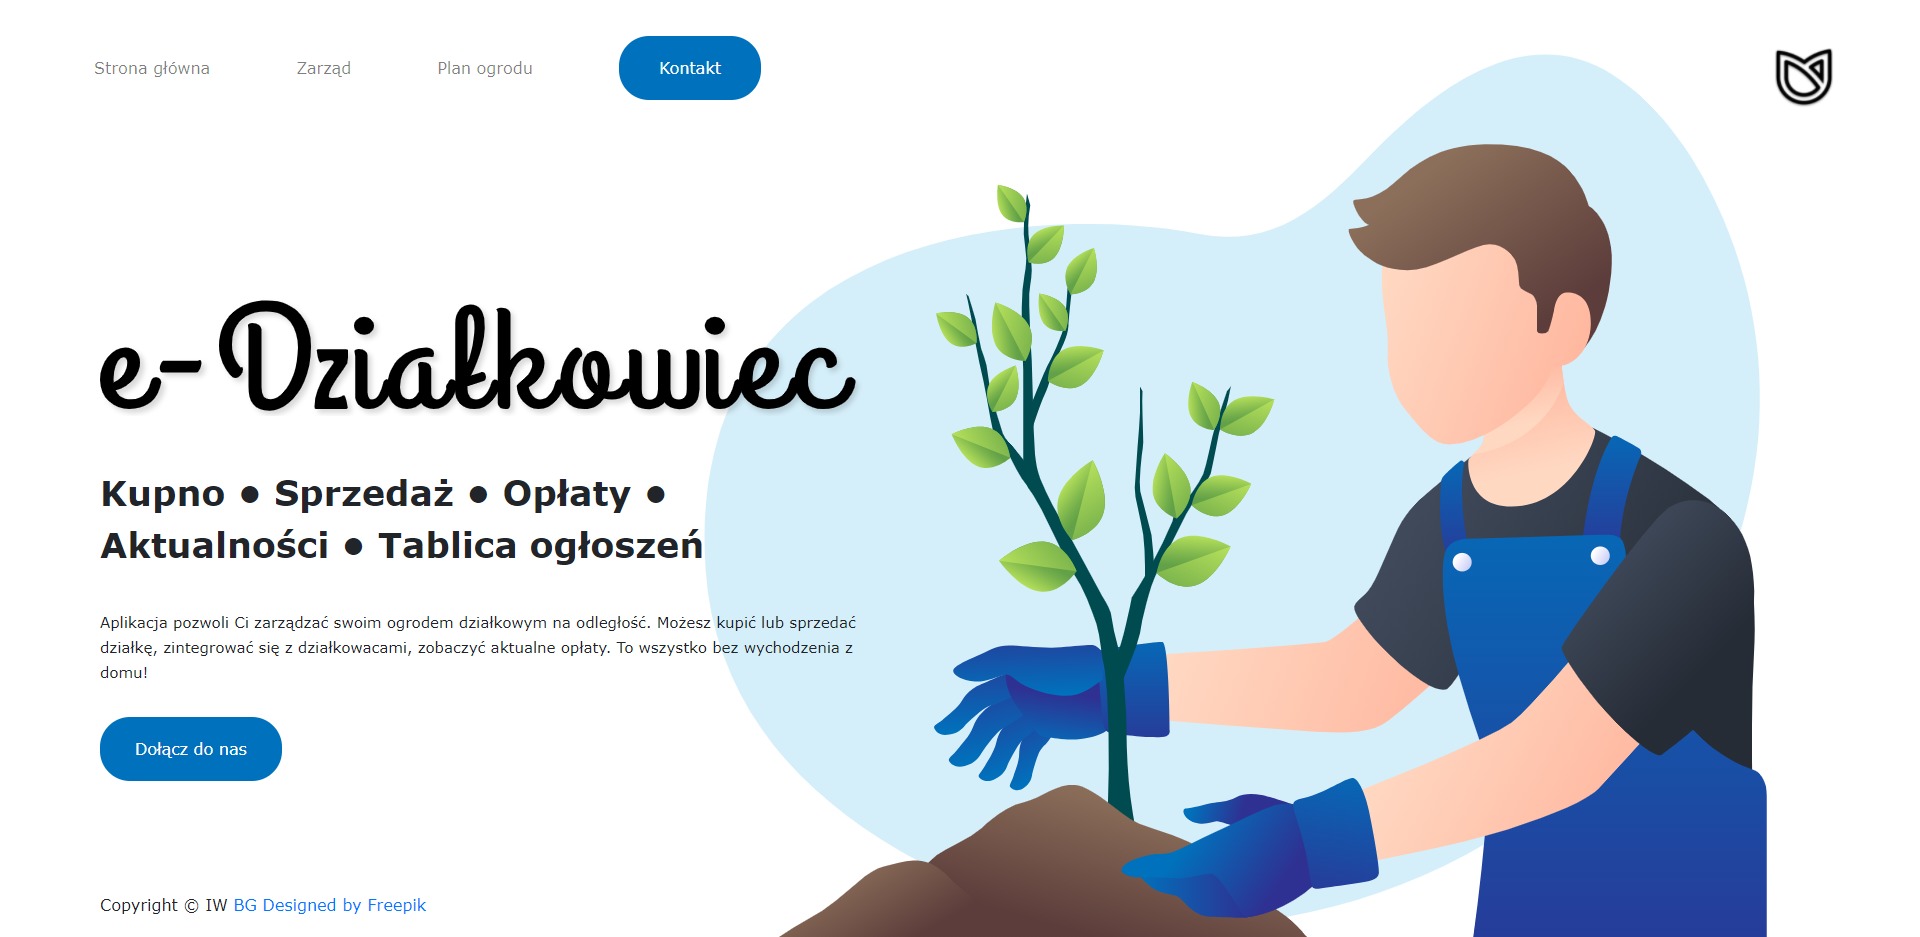 Strona główna Zarząd Plan ogrodu Kontakt
e-Działkowiec
Kupno ● Sprzedaż ● Opłaty ●
Aktualności ● Tablica ogłoszeń
Aplikacja pozwoli Ci zarządzać swoim ogrodem działkowym na odległość. Możesz kupić lub sprzedać
działkę, zintegrować się z działkowacami, zobaczyć aktualne opłaty. To wszystko bez wychodzenia z
domu!
Dołącz do nas
Copyright © IW BG Designed by Freepik